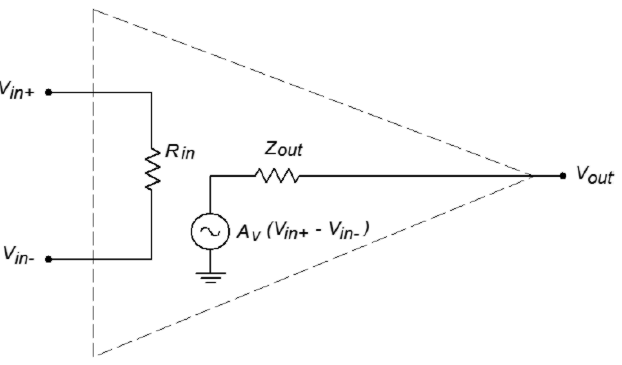 Vin+
Rin
Zout
Vout
AV (Vin+ - Vin-)
Vin-